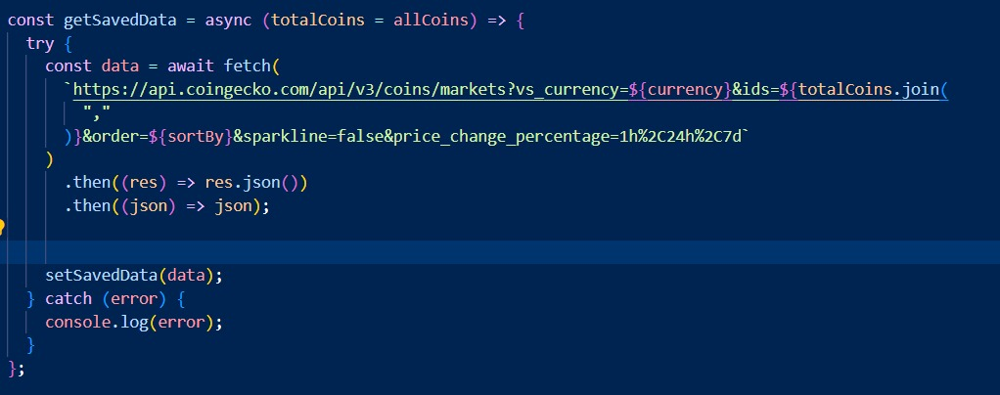 const getSavedData = async (totalCoins = allCoins) => {
try {
const data = await fetch(
`https://api.coingecko.com/api/v3/coins/markets?vs_currency=${currency}&ids=${totalCoins.join(
","
)}&order=${sortBy}&sparkline=false&price_change_percentage=1h%2C24h%2C7d`
)
.then((res) => res.json())
.then((json) => json);
setSavedData(data);
} catch (error) {
console.log(error);
}
};